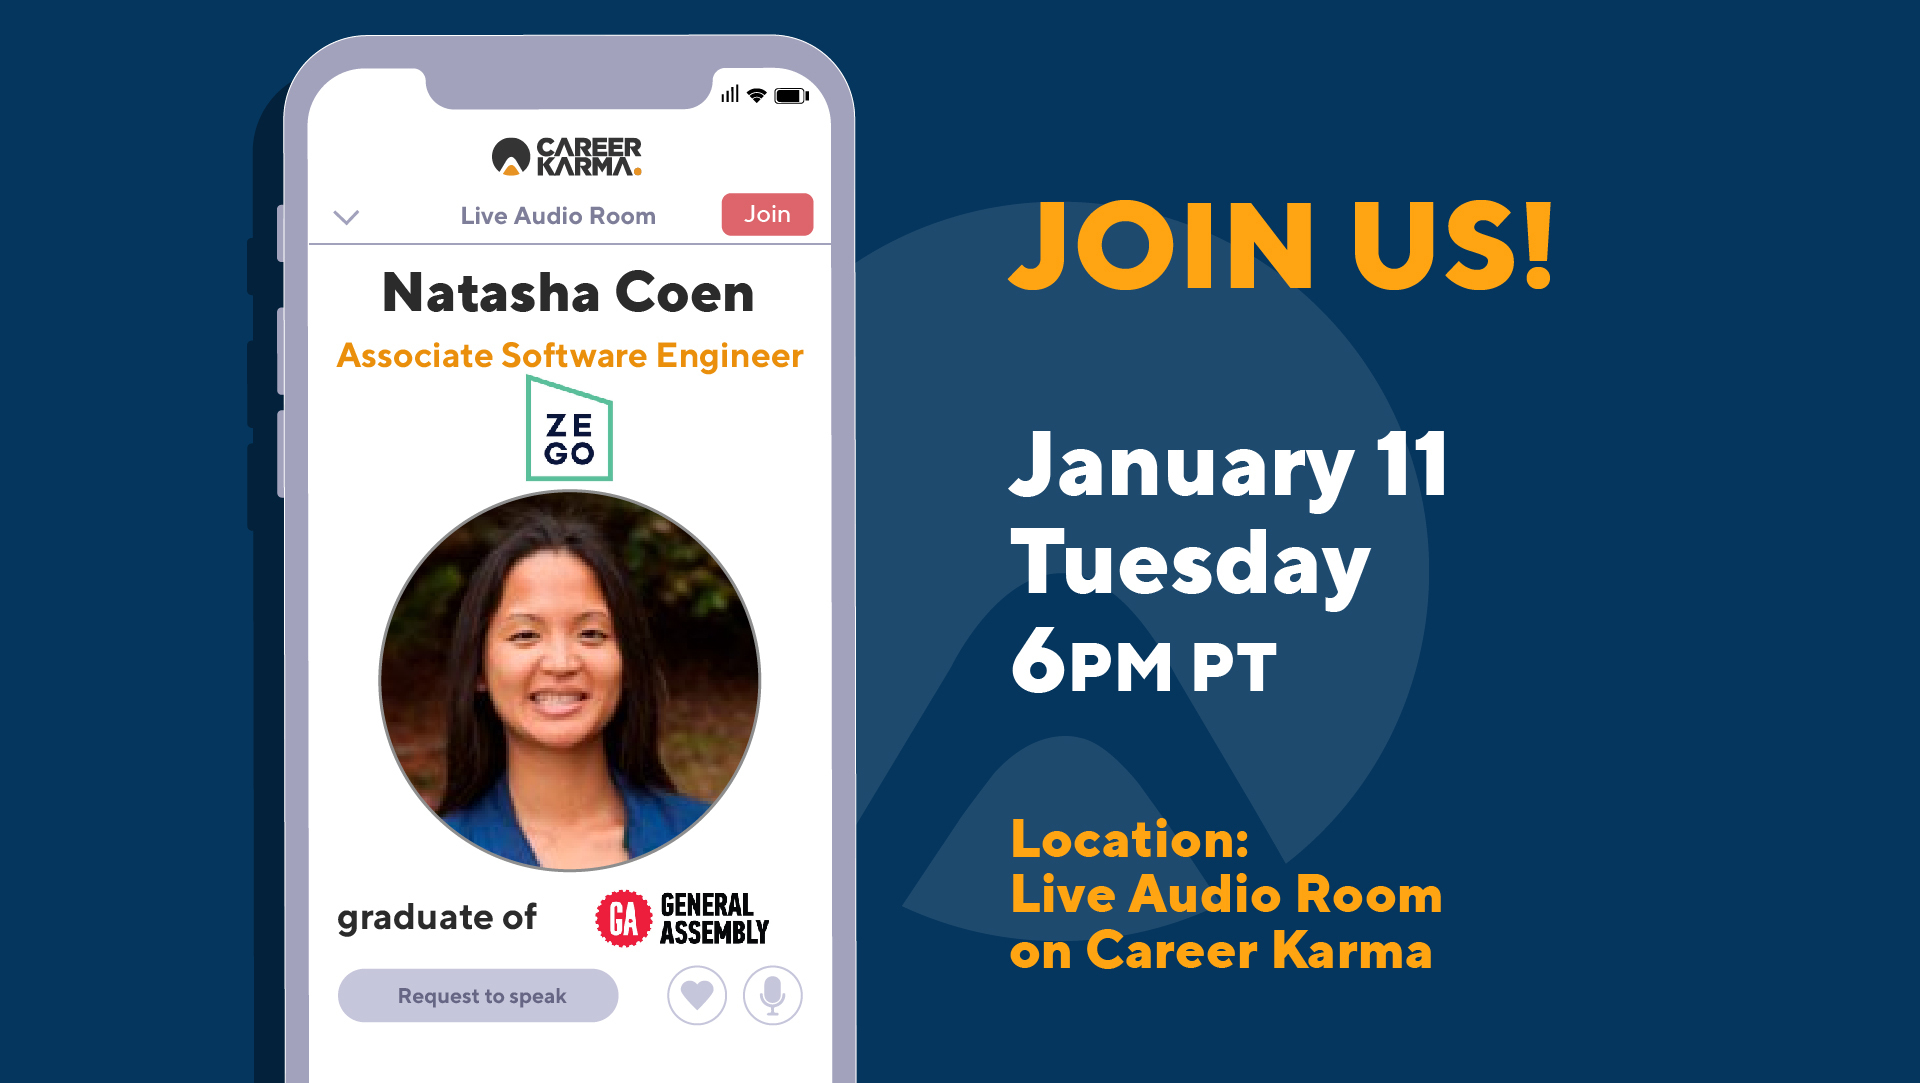 CAREER
KARMA.
Live Audio Room
Join
Natasha Coen
Associate Software Engineer
ZE
GO
graduate of
GA
GENERAL
ASSEMBLY
Request to speak
JOIN US!
January 11
Tuesday
6PM PT
Location:
Live Audio Room
on Career Karma